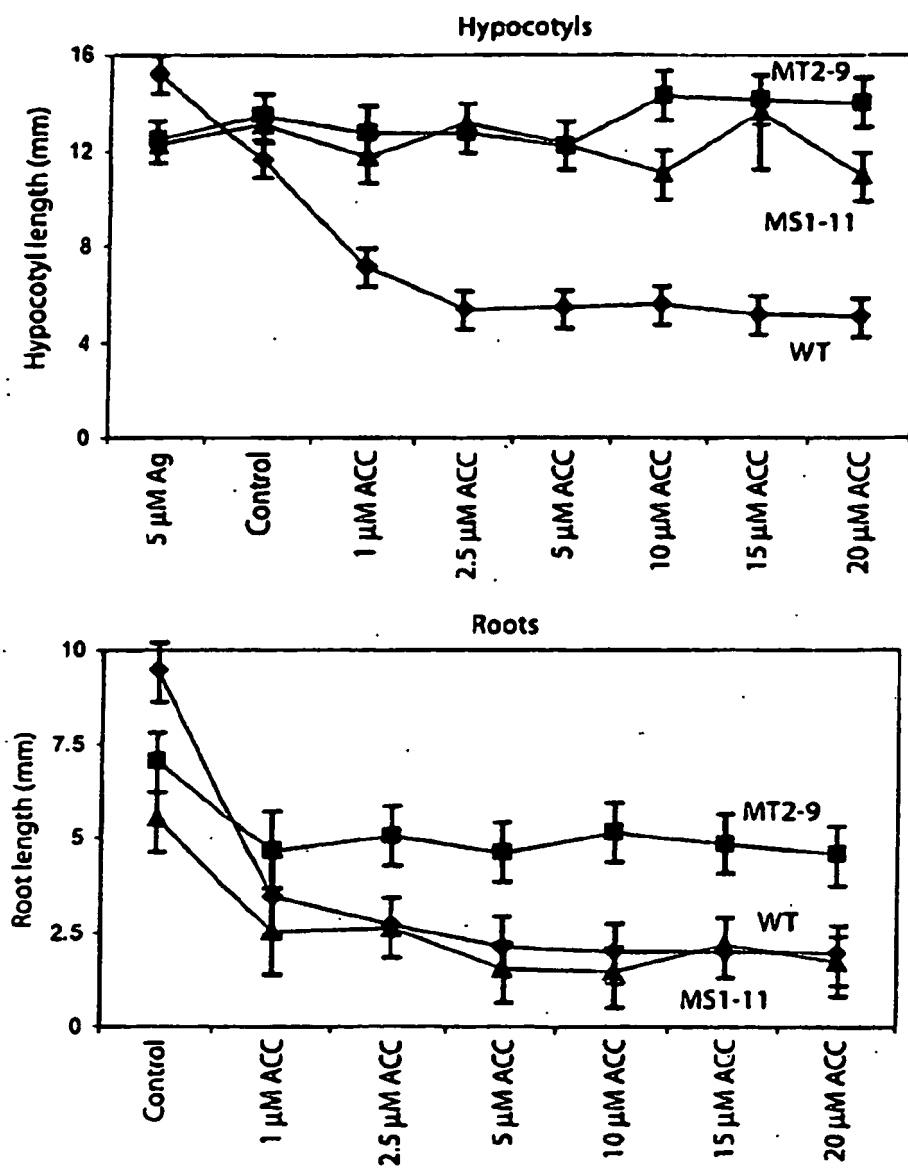 Hypocotyls
16
12
8
4
0
Hypocotyl length (mm)
MT2-9
MS1-11
WT
5 µM Ag
Control
1 µM ACC
2.5 µM ACC
5 µM ACC
10 µM ACC
15 µM ACC
20 µM ACC
Roots
10
7.5
5
2.5
0
Root length (mm)
MT2-9
WT
MS1-11
Control
1 µM ACC
2.5 µM ACC
5 µM ACC
10 µM ACC
15 µM ACC
20 µM ACC